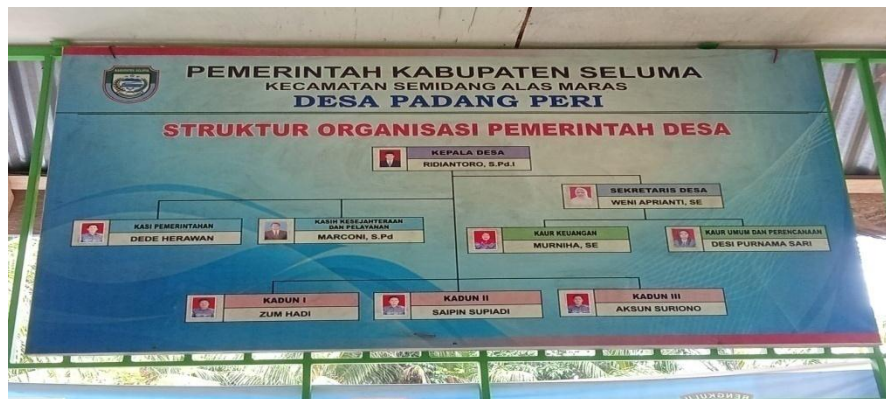 PEMERINTAH KABUPATEN SELUMA
KECAMATAN SEMIDANG ALAS MARAS
DESA PADANG PERI
STRUKTUR ORGANISASI PEMERINTAH DESA
KEPALA DESA
RIDIANTORO, S.Pd.I
SEKRETARIS DESA
WENI APRIANTI, SE
KASI PEMERINTAHAN
DEDE HERAWAN
KASIH KESEJAHTERAAN
DAN PELAYANAN
MARCONI, S.Pd
KAUR KEUANGAN
MURNIHA, SE
KAUR UMUM DAN PERENCANAAN
DESI PURNAMA SARI
KADUN I
ZUM HADI
KADUN II
SAIPIN SUPIADI
KADUN III
AKSUN SURIONO